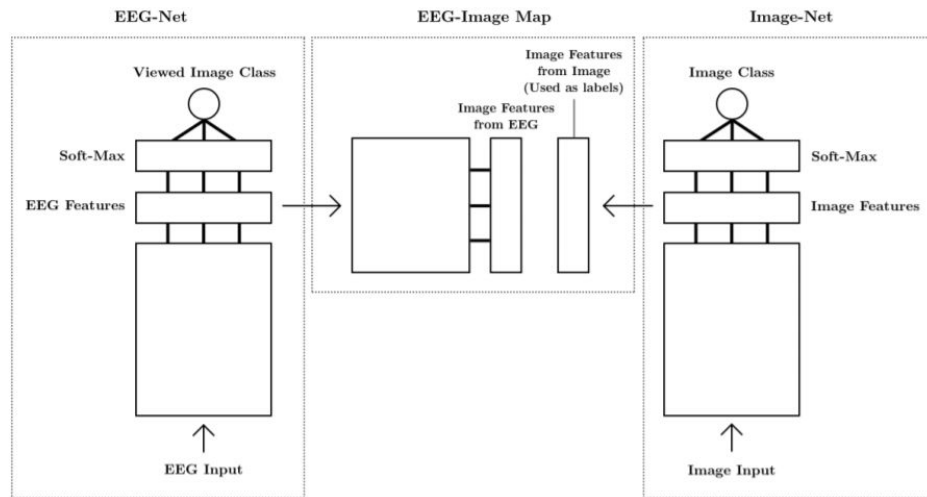 EEG-Net
EEG-Image Map
Image-Net
Viewed Image Class
Soft-Max
EEG Features
EEG Input
Image Features
from Image
(Used as labels)
Image Features
from EEG
Image Class
Soft-Max
Image Features
Image Input